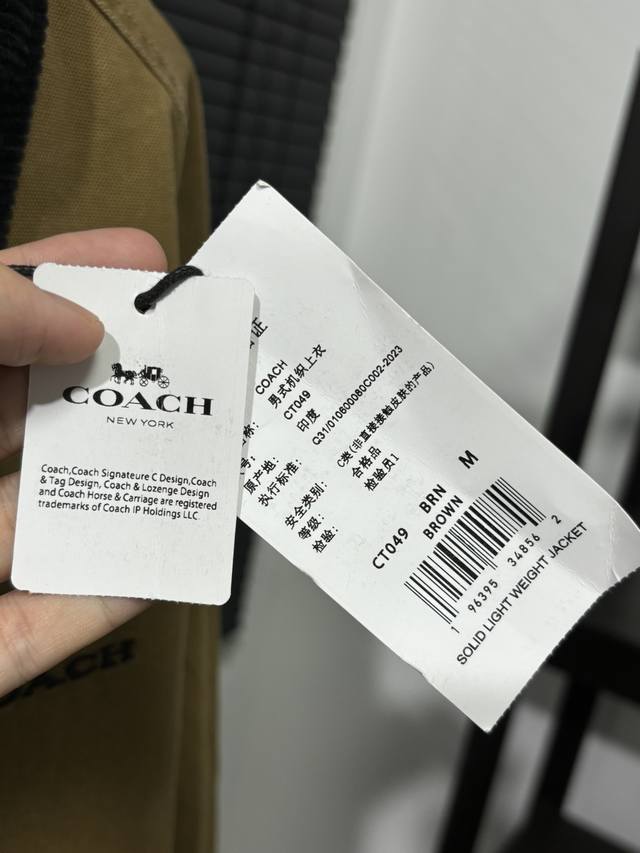 COACH
NEW YORK
Coach,Coach Signateure C Design,Coach
& Tag Design, Coach & Lozenge Design
and Coach Horse & Carriage are registered
trademarks of Coach IP Holdings LLC.
证
称: COACH
男式机织上衣
号: CT049
原产地: 印度
执行标准: Q31/0106000080C002-2023
安全类别: C类(非直接接触皮肤的产品)
等级: 合格品
检验: 检验员1
CT049 BRN M
BROWN
1 96395 34856 2
SOLID LIGHT WEIGHT JACKET
COACH